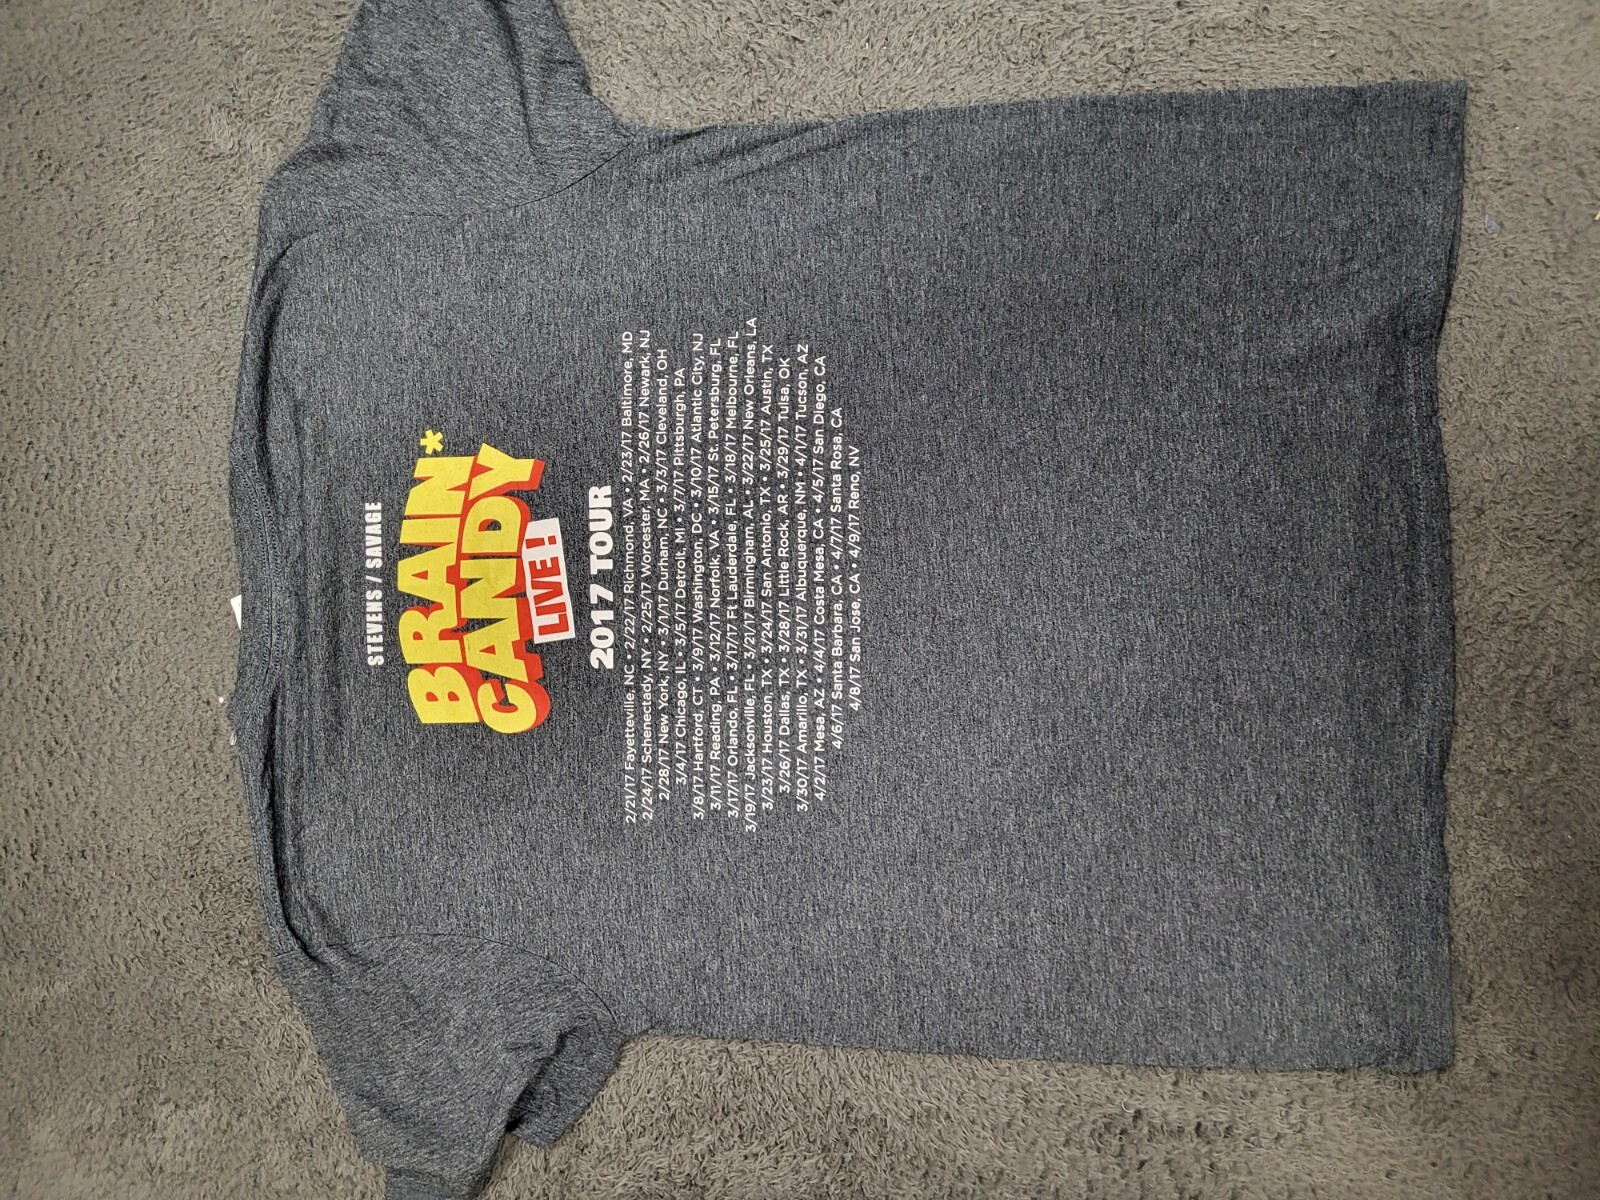 STEVENS / SAVAGE
BRAIN*
CANDY
LIVE!
2017 TOUR
2/21/17 Fayetteville, NC • 2/22/17 Richmond, VA • 2/23/17 Baltimore, MD
2/24/17 Schenectady, NY • 2/25/17 Worcester, MA • 2/26/17 Newark, NJ
2/28/17 New York, NY • 3/1/17 Durham, NC • 3/3/17 Cleveland, OH
3/4/17 Chicago, IL • 3/5/17 Detroit, MI • 3/7/17 Pittsburgh, PA
3/8/17 Hartford, CT • 3/9/17 Washington, DC • 3/10/17 Atlantic City, NJ
3/11/17 Reading, PA • 3/12/17 Norfolk, VA • 3/15/17 St. Petersburg, FL
3/17/17 Orlando, FL • 3/17/17 Ft Lauderdale, FL • 3/18/17 Melbourne, FL
3/19/17 Jacksonville, FL • 3/21/17 Birmingham, AL • 3/22/17 New Orleans, LA
3/23/17 Houston, TX • 3/24/17 San Antonio, TX • 3/25/17 Austin, TX
3/26/17 Dallas, TX • 3/28/17 Little Rock, AR • 3/29/17 Tulsa, OK
3/30/17 Amarillo, TX • 3/31/17 Albuquerque, NM • 4/1/17 Tucson, AZ
4/2/17 Mesa, AZ • 4/4/17 Costa Mesa, CA • 4/5/17 San Diego, CA
4/6/17 Santa Barbara, CA • 4/7/17 Santa Rosa, CA
4/8/17 San Jose, CA • 4/9/17 Reno, NV